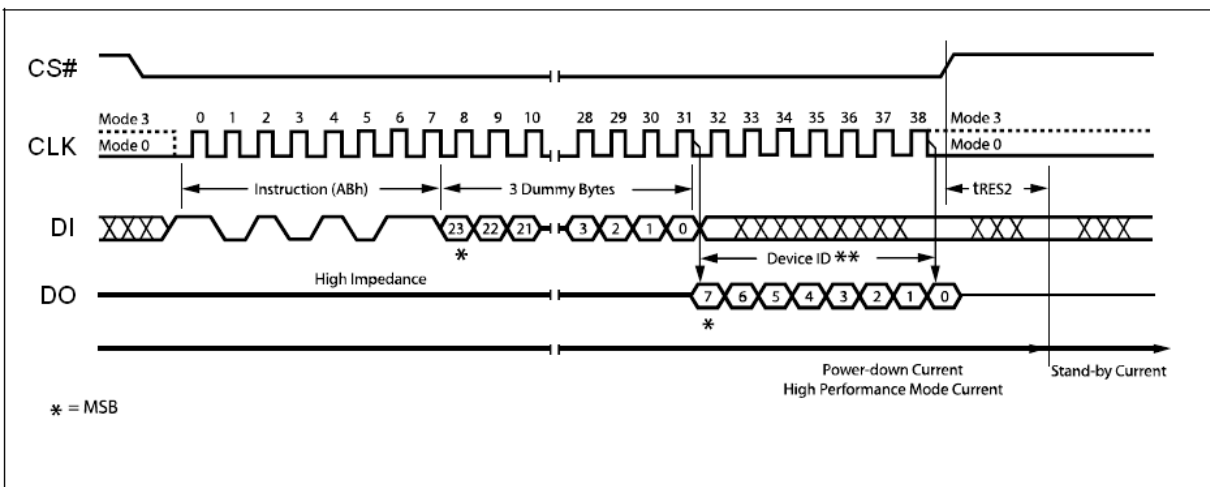 CS#
Mode 3 0 1 2 3 4 5 6 7 8 9 10 28 29 30 31 32 33 34 35 36 37 38 Mode 3
CLK Mode 0 Mode 0
Instruction (ABh) 3 Dummy Bytes tRES2
DI 23 22 21 3 2 1 0
* Device ID **
High Impedance
DO 7 6 5 4 3 2 1 0
*
Power-down Current Stand-by Current
High Performance Mode Current
* = MSB